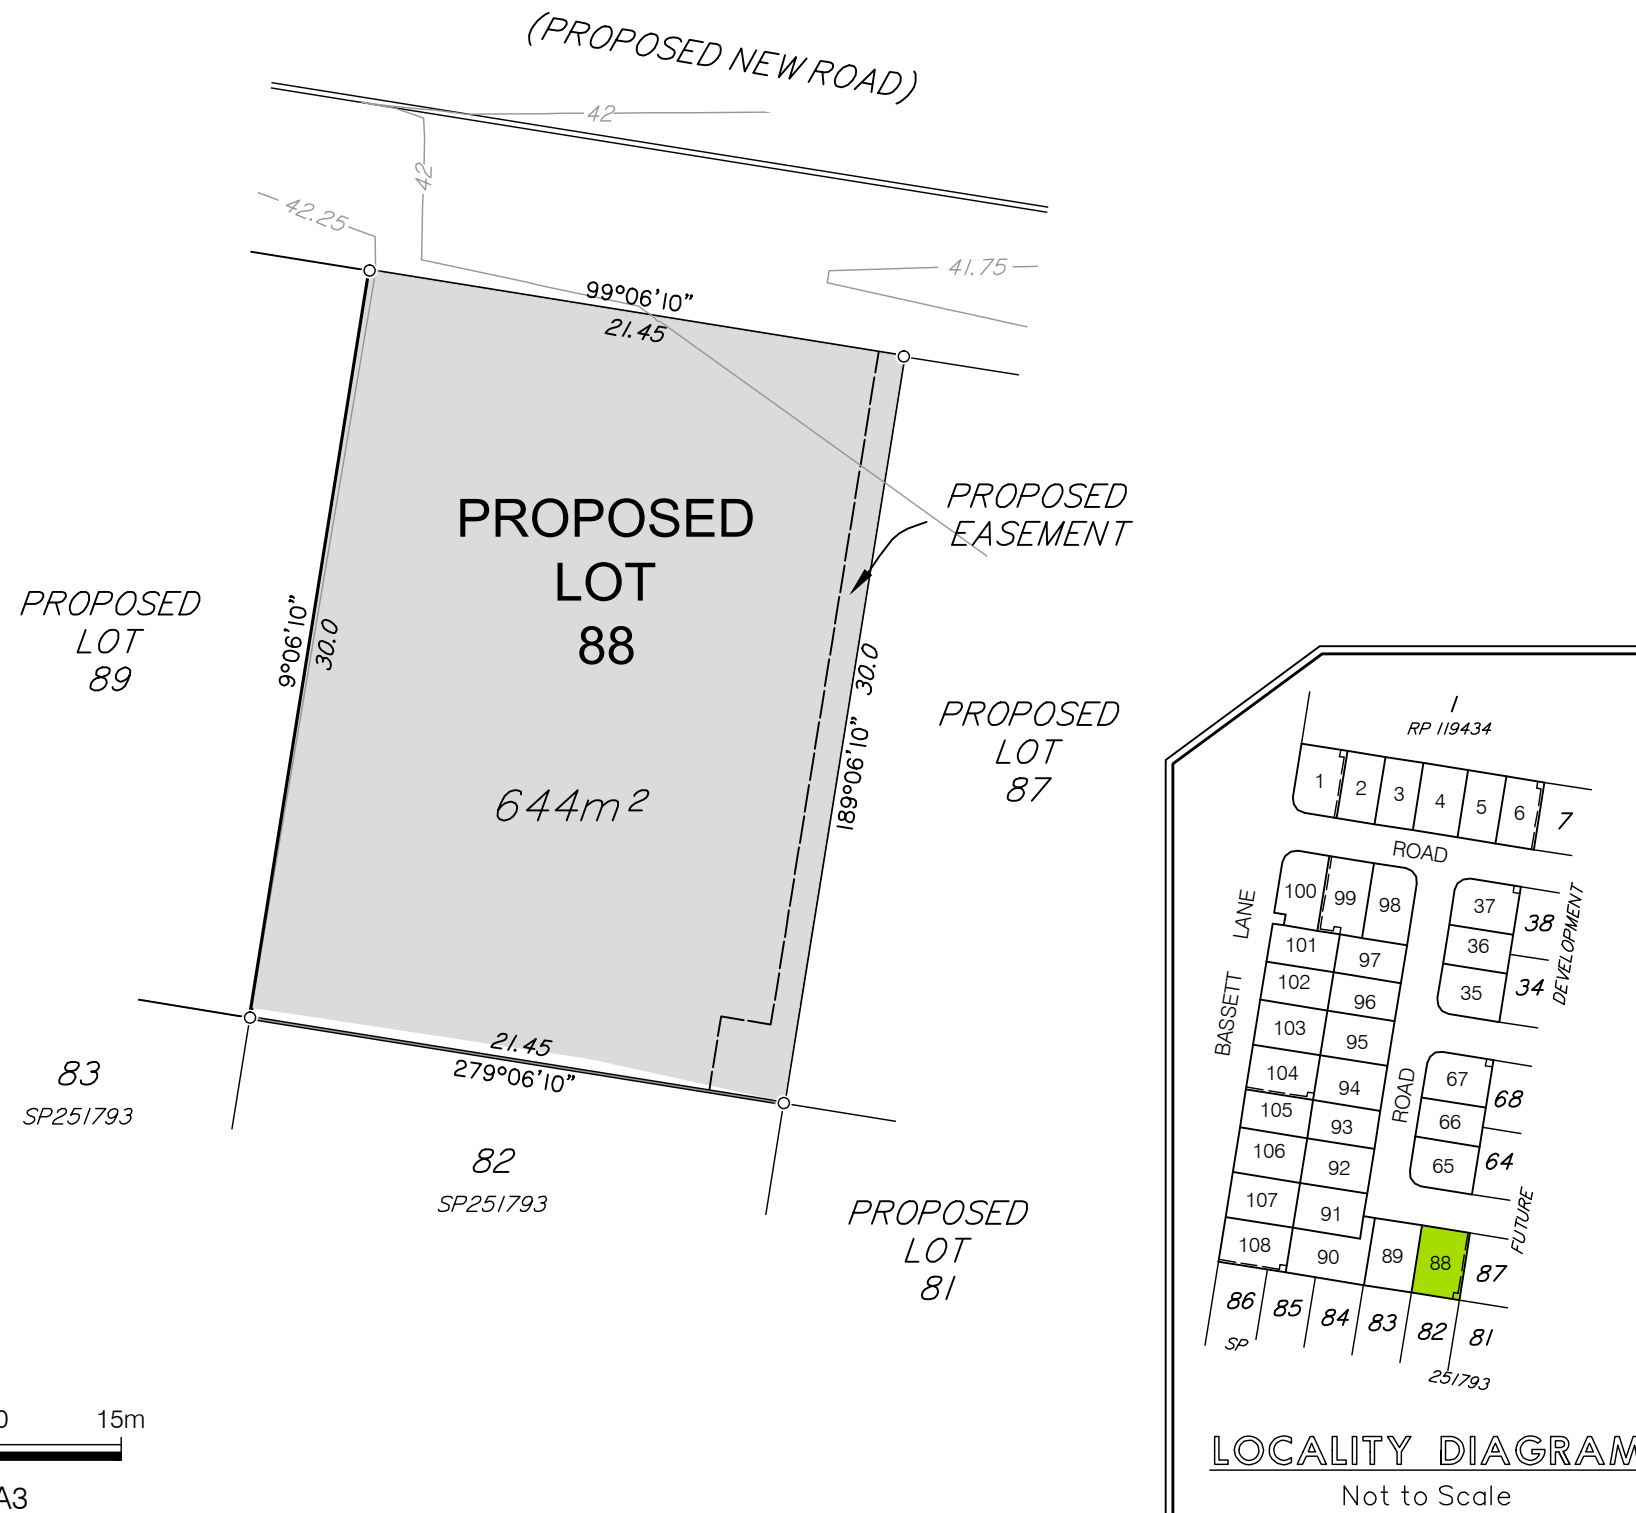 (PROPOSED NEW ROAD)
42
42
42.25
41.75
99°06'10"
21.45
PROPOSED
EASEMENT
PROPOSED
LOT
88
PROPOSED
LOT
89
9°06'10"
30.0
30.0
189°06'10"
PROPOSED
LOT
87
644m²
21.45
279°06'10"
83
SP251793
82
SP251793
PROPOSED
LOT
81
15m
A3
1
RP 119434
1 2 3 4 5 6 7
ROAD
100 99 98
37
38
36
34
35
DEVELOPMENT
BASSETT LANE
101 97
102 96
103 95
104 94
105 93
106 92
107 91
108 90 89 88 87
ROAD
67
68
66
64
65
FUTURE
86 85 84 83 82 81
SP
251793
LOCALITY DIAGRAM
Not to Scale